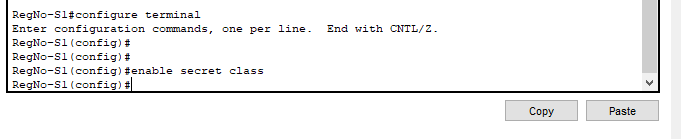 RegNo-S1#configure terminal
Enter configuration commands, one per line.  End with CNTL/Z.
RegNo-S1(config)#
RegNo-S1(config)#
RegNo-S1(config)#enable secret class
RegNo-S1(config)#
Copy Paste